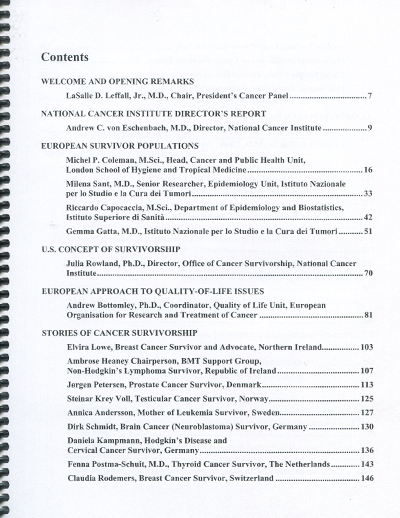 Contents
WELCOME AND OPENING REMARKS
LaSalle D. Leffall, Jr., M.D., Chair, President's Cancer Panel ..................................7
NATIONAL CANCER INSTITUTE DIRECTOR'S REPORT
Andrew C. von Eschenbach, M.D., Director, National Cancer Institute ....................9
EUROPEAN SURVIVOR POPULATIONS
Michel P. Coleman, M.Sci., Head, Cancer and Public Health Unit,
London School of Hygiene and Tropical Medicine ..................................................16
Milena Sant, M.D., Senior Researcher, Epidemiology Unit, Istituto Nazionale
per lo Studio e la Cura dei Tumori..........................................................................33
Riccardo Capocaccia, M.Sci., Department of Epidemiology and Biostatistics,
Istituto Superiore di Sanità......................................................................................42
Gemma Gatta, M.D., Istituto Nazionale per lo Studio e la Cura dei Tumori ...........51
U.S. CONCEPT OF SURVIVORSHIP
Julia Rowland, Ph.D., Director, Office of Cancer Survivorship, National Cancer
Institute....................................................................................................................70
EUROPEAN APPROACH TO QUALITY-OF-LIFE ISSUES
Andrew Bottomley, Ph.D., Coordinator, Quality of Life Unit, European
Organisation for Research and Treatment of Cancer ..............................................81
STORIES OF CANCER SURVIVORSHIP
Elvira Lowe, Breast Cancer Survivor and Advocate, Northern Ireland.................103
Ambrose Heaney Chairperson, BMT Support Group,
Non-Hodgkin's Lymphoma Survivor, Republic of Ireland ..................................107
Jørgen Petersen, Prostate Cancer Survivor, Denmark..........................................113
Steinar Krey Voll, Testicular Cancer Survivor, Norway.......................................125
Annica Andersson, Mother of Leukemia Survivor, Sweden..................................127
Dirk Schmidt, Brain Cancer (Neuroblastoma) Survivor, Germany .....................130
Daniela Kampmann, Hodgkin's Disease and
Cervical Cancer Survivor, Germany......................................................................136
Fenna Postma-Schuit, M.D., Thyroid Cancer Survivor, The Netherlands............143
Claudia Rodemers, Breast Cancer Survivor, Switzerland ....................................146